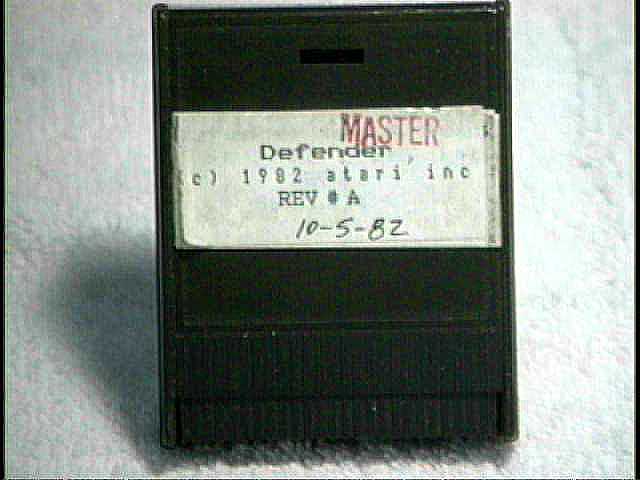 MASTER
Defender
(c) 1982 atari inc
REV # A
10-5-82